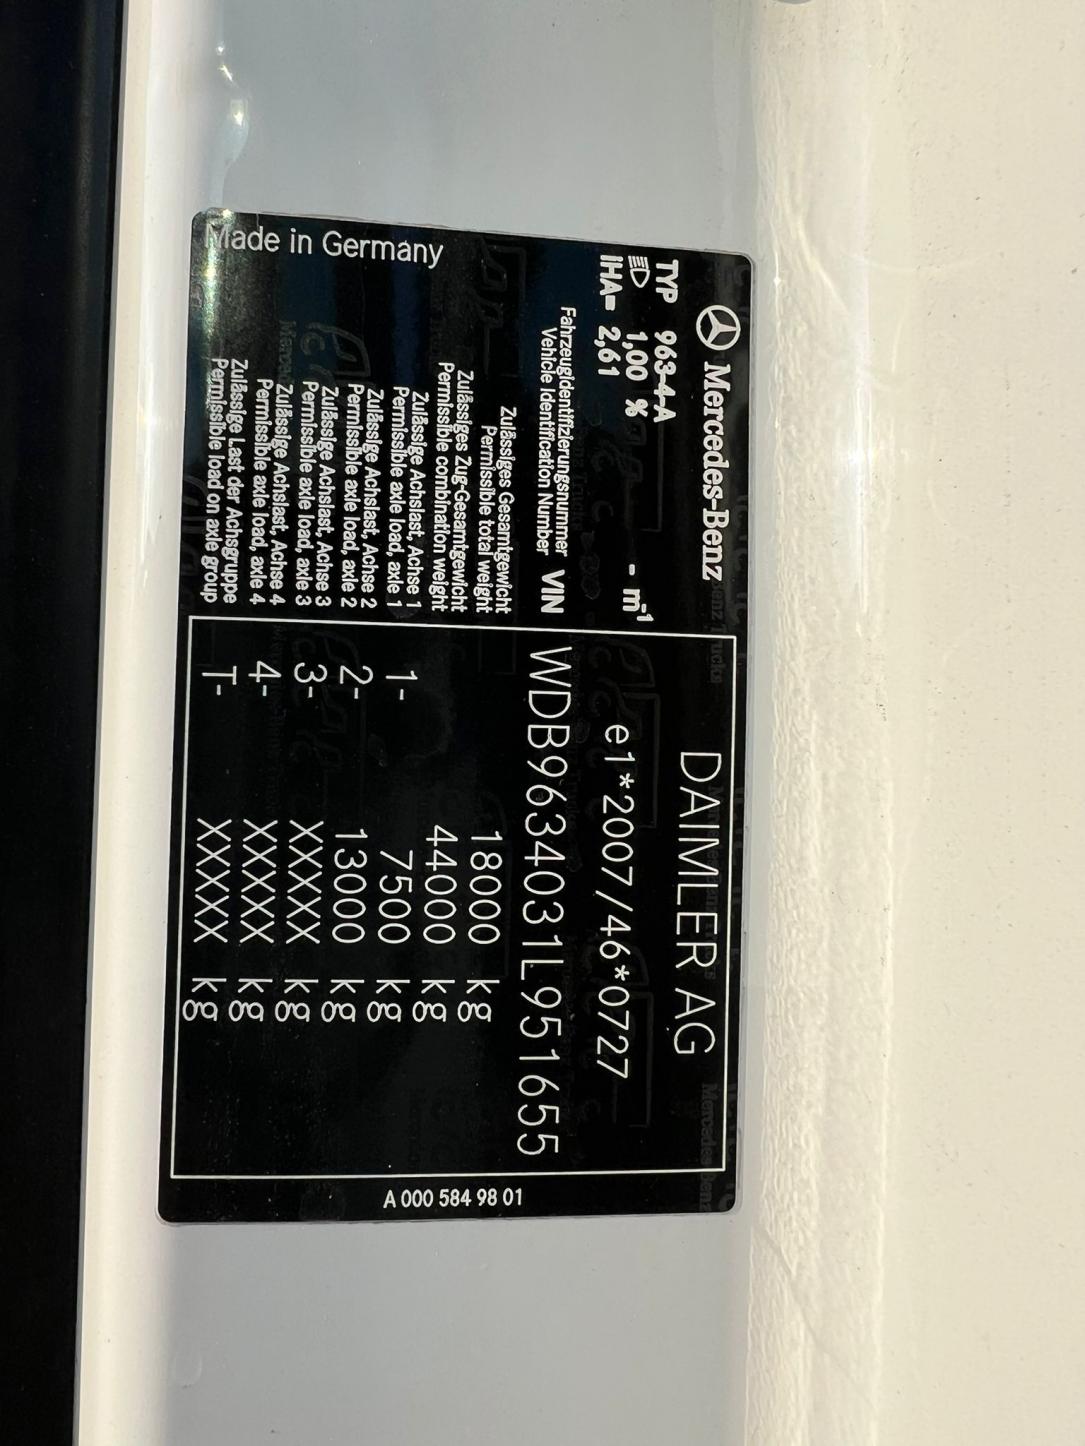 Mercedes-Benz
TYP 963-4-A
1,00 % - m⁻¹
IHA= 2,61
DAIMLER AG
e1*2007/46*0727
Fahrzeugidentifizierungsnummer
Vehicle Identification Number VIN
WDB9634031L951655
Zulässiges Gesamtgewicht
Permissible total weight
18000 kg
Zulässiges Zug-Gesamtgewicht
Permissible combination weight
44000 kg
Zulässige Achslast, Achse 1
Permissible axle load, axle 1
1- 7500 kg
Zulässige Achslast, Achse 2
Permissible axle load, axle 2
2- 13000 kg
Zulässige Achslast, Achse 3
Permissible axle load, axle 3
3- XXXXX kg
Zulässige Achslast, Achse 4
Permissible axle load, axle 4
4- XXXXX kg
Zulässige Last der Achsgruppe
Permissible load on axle group
T- XXXXX kg
Made in Germany
A 000 584 98 01